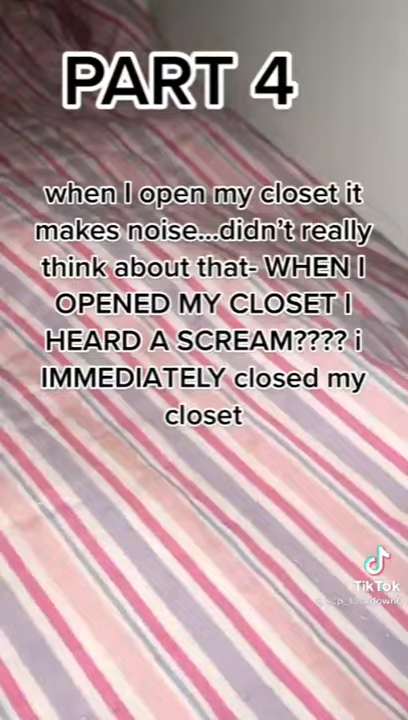 PART 4
when I open my closet it
makes noise...didn't really
think about that- WHEN I
OPENED MY CLOSET I
HEARD A SCREAM???? i
IMMEDIATELY closed my
closet
TikTok